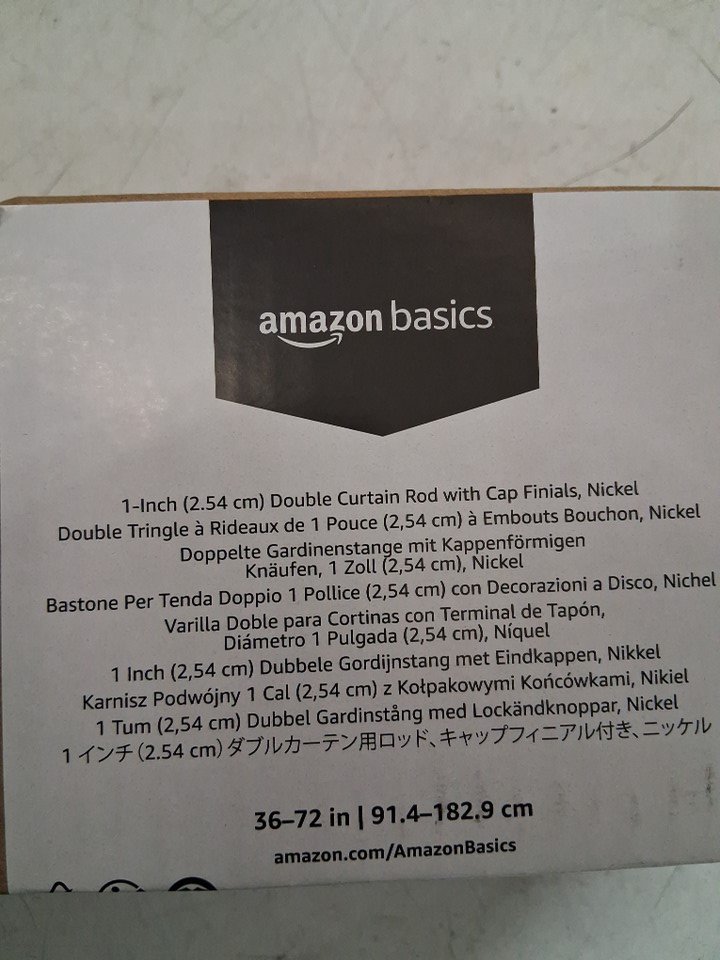 amazon basics
1-Inch (2.54 cm) Double Curtain Rod with Cap Finials, Nickel
Double Tringle à Rideaux de 1 Pouce (2,54 cm) à Embouts Bouchon, Nickel
Doppelte Gardinenstange mit Kappenförmigen
Knäufen, 1 Zoll (2,54 cm), Nickel
Bastone Per Tenda Doppio 1 Pollice (2,54 cm) con Decorazioni a Disco, Nichel
Varilla Doble para Cortinas con Terminal de Tapón,
Diámetro 1 Pulgada (2,54 cm), Níquel
1 Inch (2,54 cm) Dubbele Gordijnstang met Eindkappen, Nikkel
Karnisz Podwójny 1 Cal (2,54 cm) z Kołpakowymi Końcówkami, Nikiel
1 Tum (2,54 cm) Dubbel Gardinstång med Lockändknoppar, Nickel
1 インチ（2.54 cm）ダブルカーテン用ロッド、キャップフィニアル付き、ニッケル
36–72 in | 91.4–182.9 cm
amazon.com/AmazonBasics